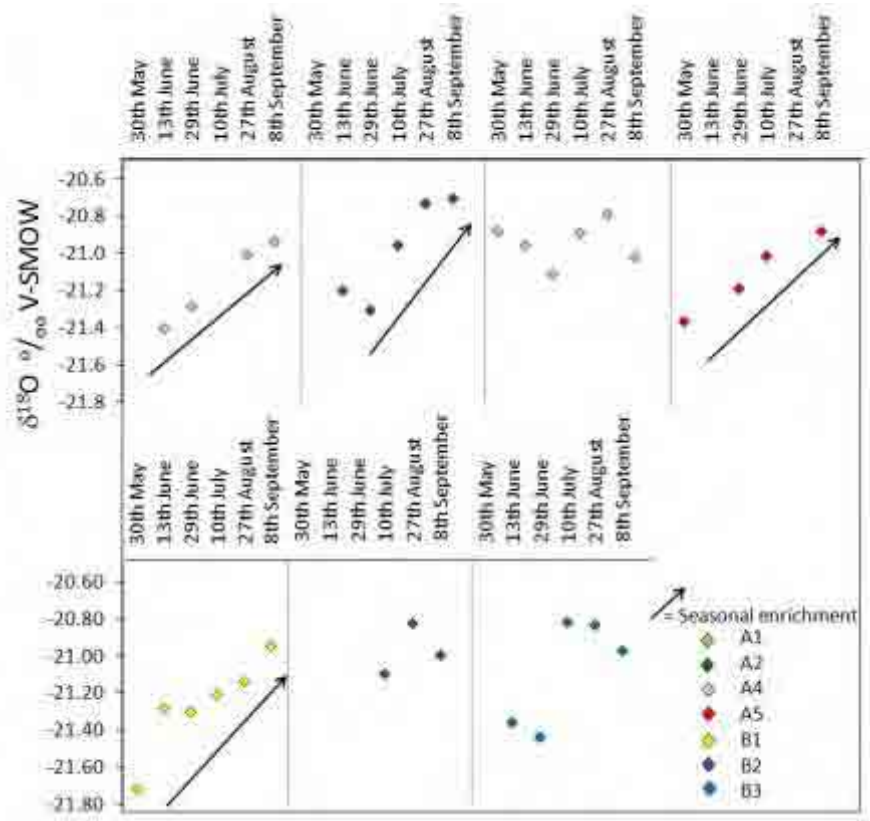 30th May
13th June
29th June
10th July
27th August
8th September
30th May
13th June
29th June
10th July
27th August
8th September
30th May
13th June
29th June
10th July
27th August
8th September
30th May
13th June
29th June
10th July
27th August
8th September
δ¹⁸O º/₀₀ V-SMOW
-20.6
-20.8
-21.0
-21.2
-21.4
-21.6
-21.8
30th May
13th June
29th June
10th July
27th August
8th September
30th May
13th June
29th June
10th July
27th August
8th September
30th May
13th June
29th June
10th July
27th August
8th September
-20.60
-20.80
-21.00
-21.20
-21.40
-21.60
-21.80
= Seasonal enrichment
A1
A2
A4
A5
B1
B2
B3